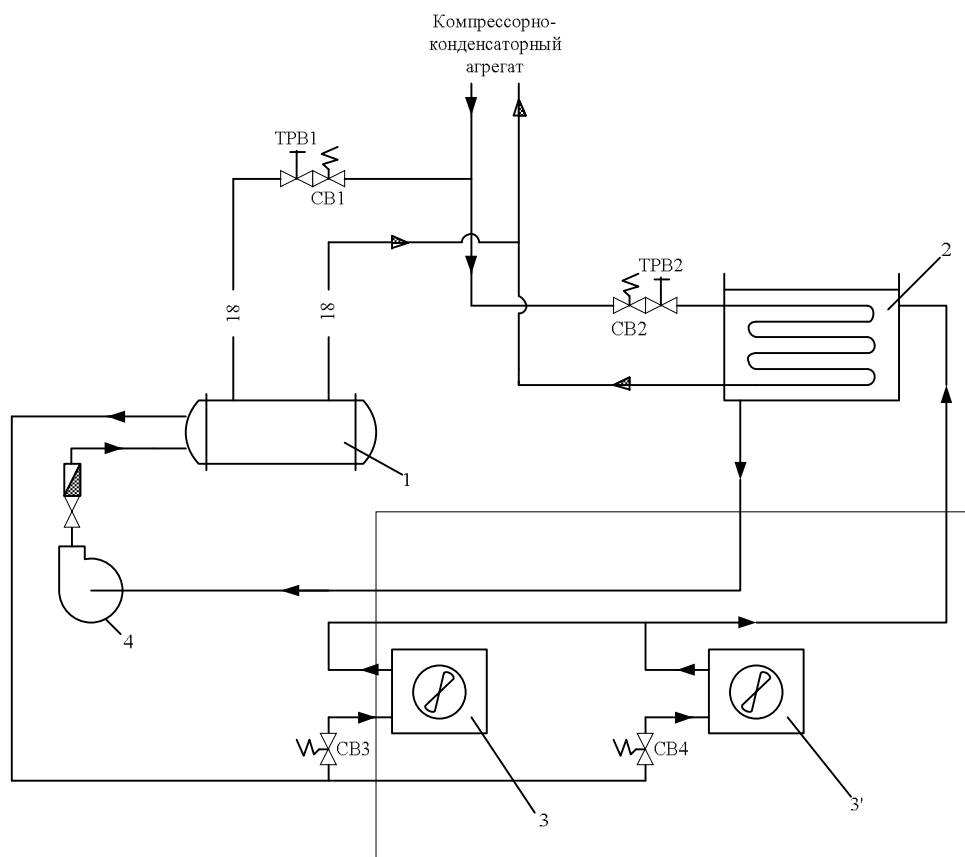 Компрессорно-
конденсаторный
агрегат
ТРВ1
СВ1
ТРВ2
СВ2
2
18
18
1
4
СВ3
СВ4
3
3'